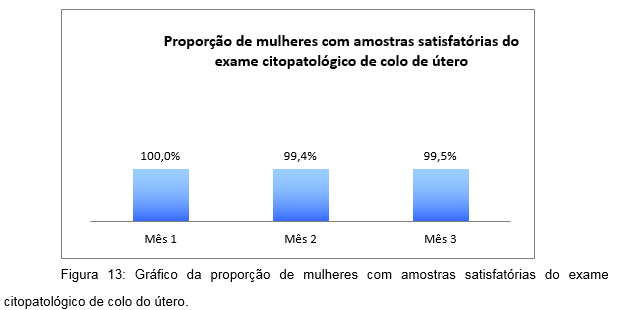 Proporção de mulheres com amostras satisfatórias do
exame citopatológico de colo de útero
100,0%
99,4%
99,5%
Mês 1
Mês 2
Mês 3
Figura 13: Gráfico da proporção de mulheres com amostras satisfatórias do exame
citopatológico de colo do útero.